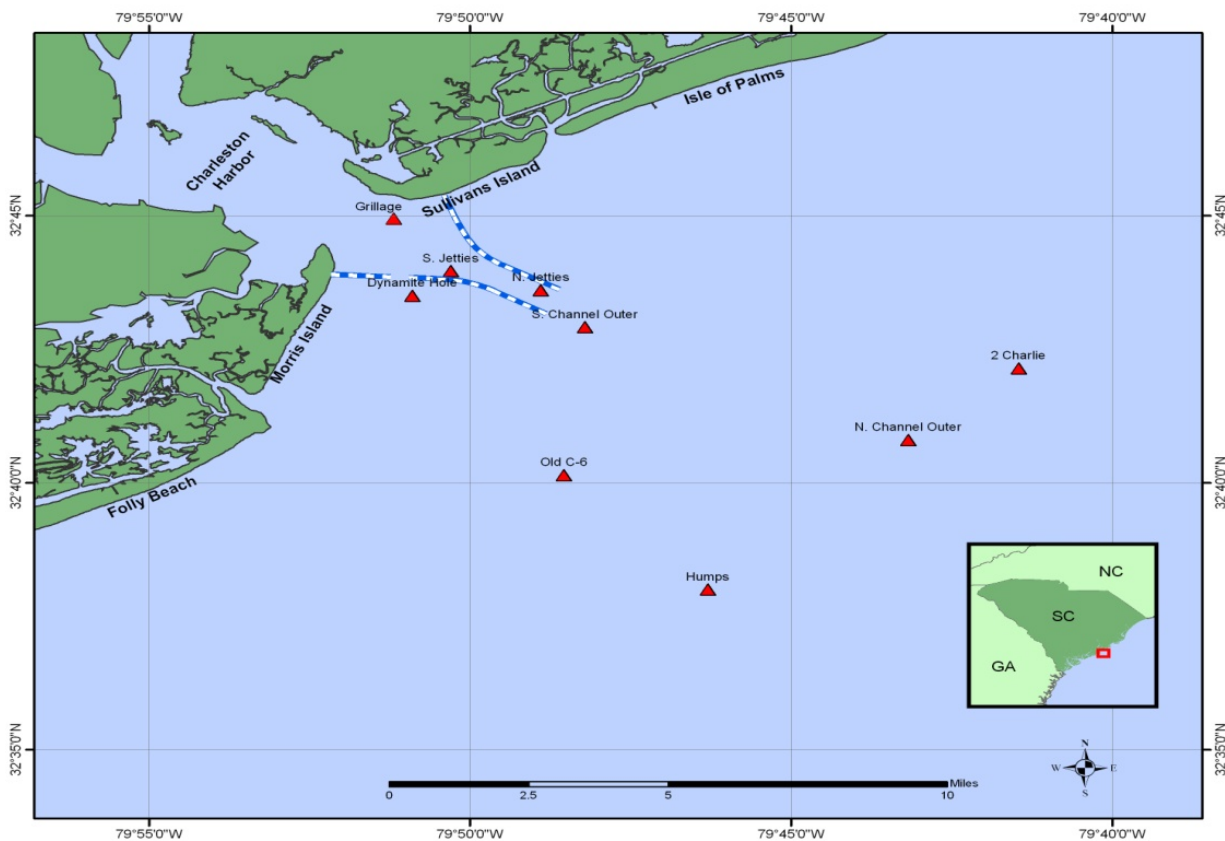 79°55'0"W
79°50'0"W
79°45'0"W
79°40'0"W
Isle of Palms
Charleston
Harbor
Sullivans Island
Grillage
32°45'0"N
32°45'0"N
S. Jetties
Dynamite Hole
N. Jetties
S. Channel Outer
Morris Island
2 Charlie
N. Channel Outer
Old C-6
32°40'0"N
32°40'0"N
Folly Beach
Humps
NC
SC
GA
32°35'0"N
32°35'0"N
N
W
E
S
Miles
0
2.5
5
10
79°55'0"W
79°50'0"W
79°45'0"W
79°40'0"W